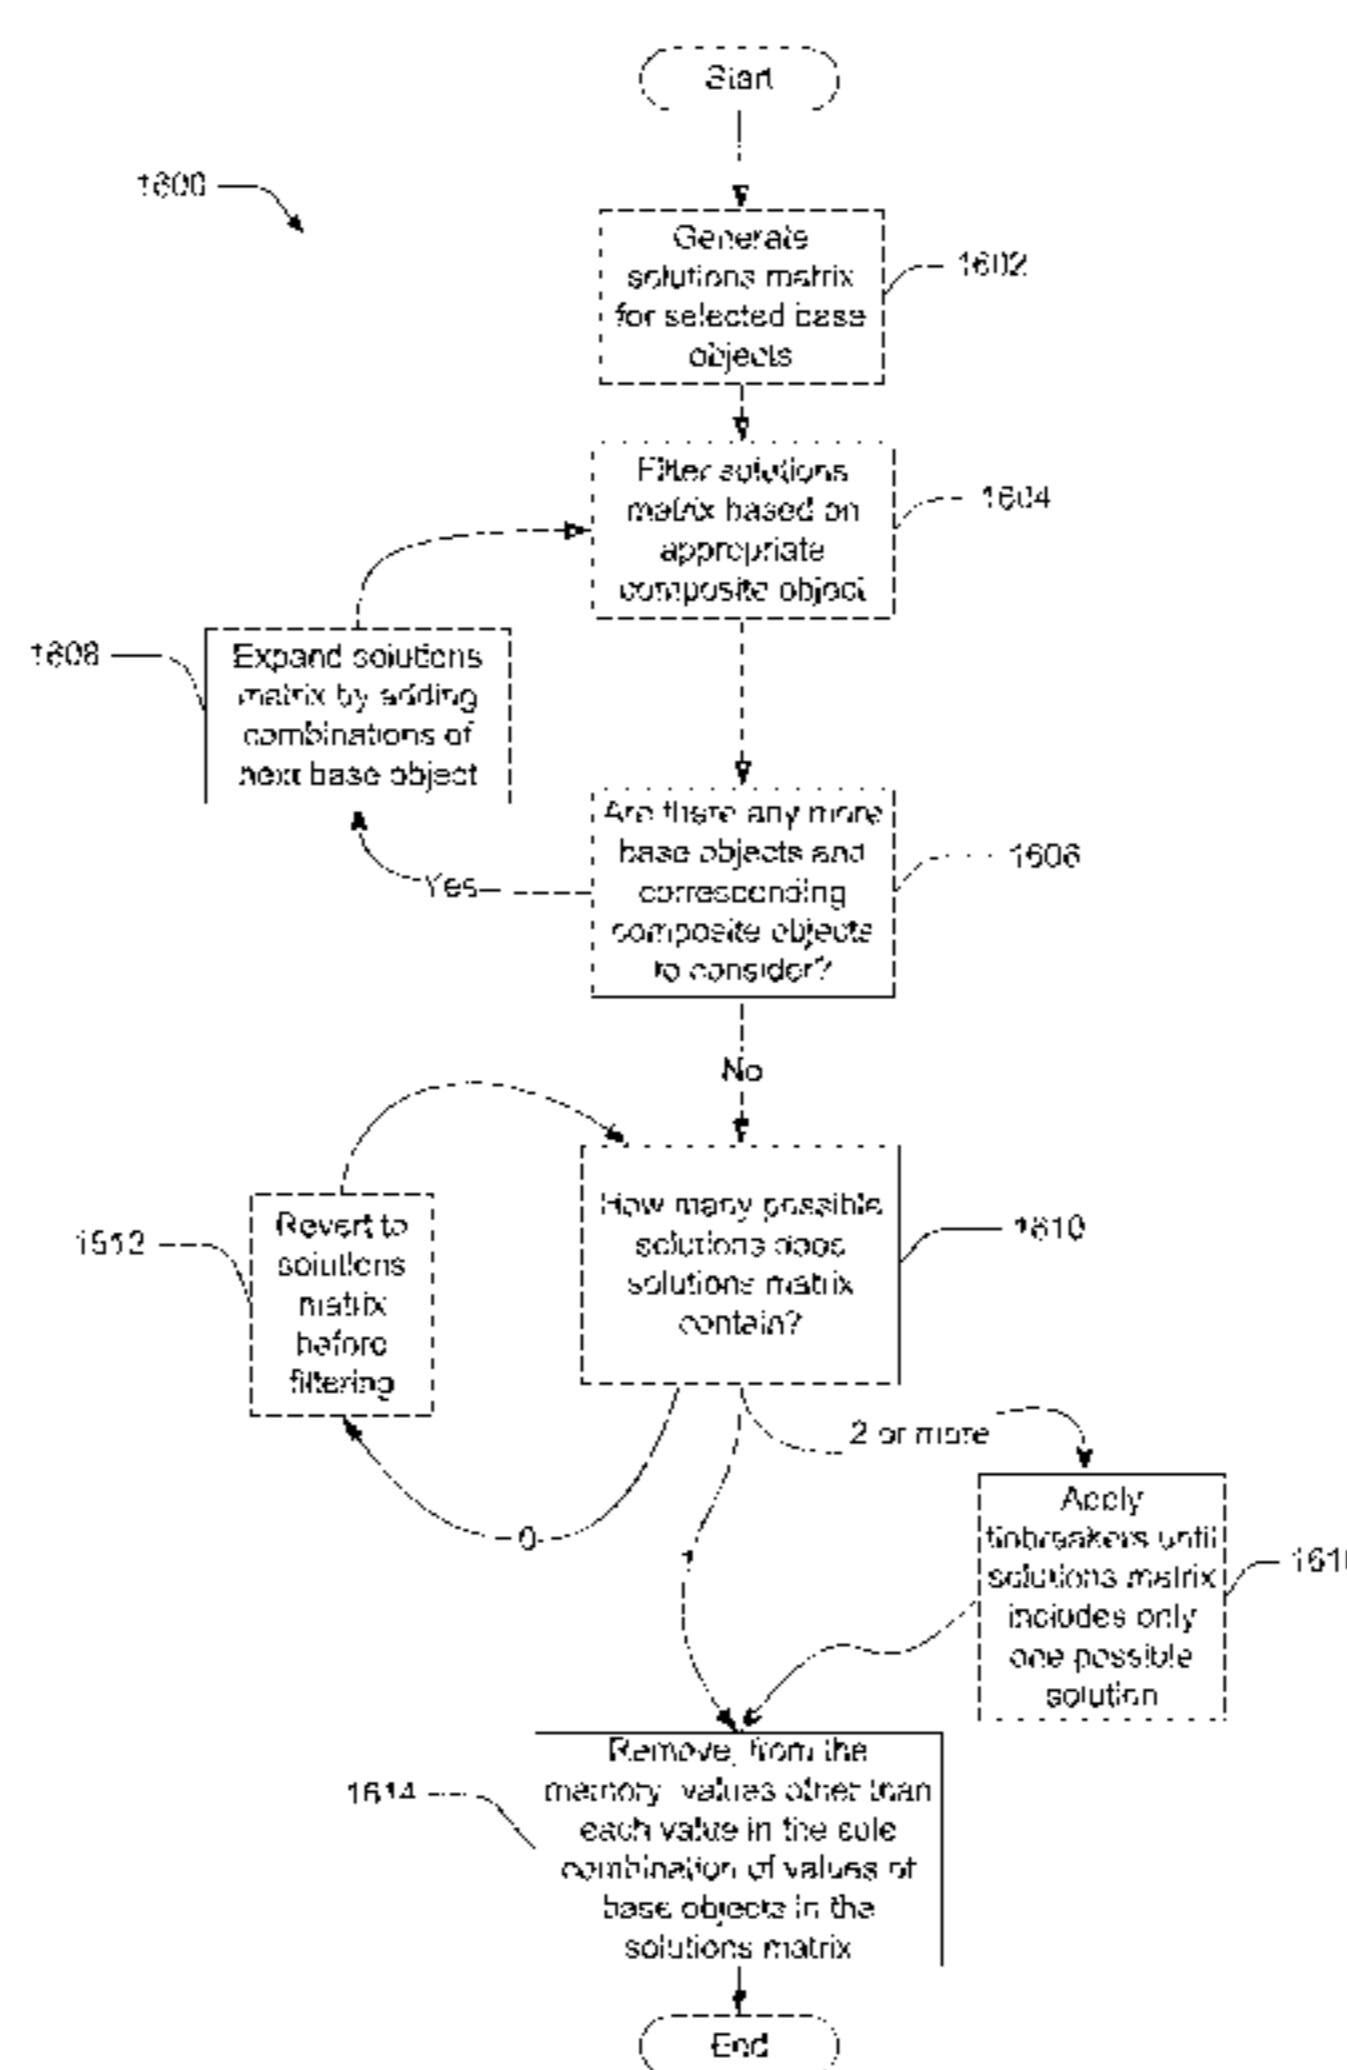 Start
1600
Generate
solutions matrix
for selected base
objects
1602
Filter solutions
matrix based on
appropriate
composite object
1604
1608
Expand solutions
matrix by adding
combinations of
next base object
Are there any more
base objects and
corresponding
composite objects
to consider?
1606
Yes
No
How many possible
solutions does
solutions matrix
contain?
1610
1612
Revert to
solutions
matrix
before
filtering
0
1
2 or more
Apply
tiebreakers until
solutions matrix
includes only
one possible
solution
Remove, from the
memory, values other than
each value in the sole
combination of values of
base objects in the
solutions matrix
1614
End